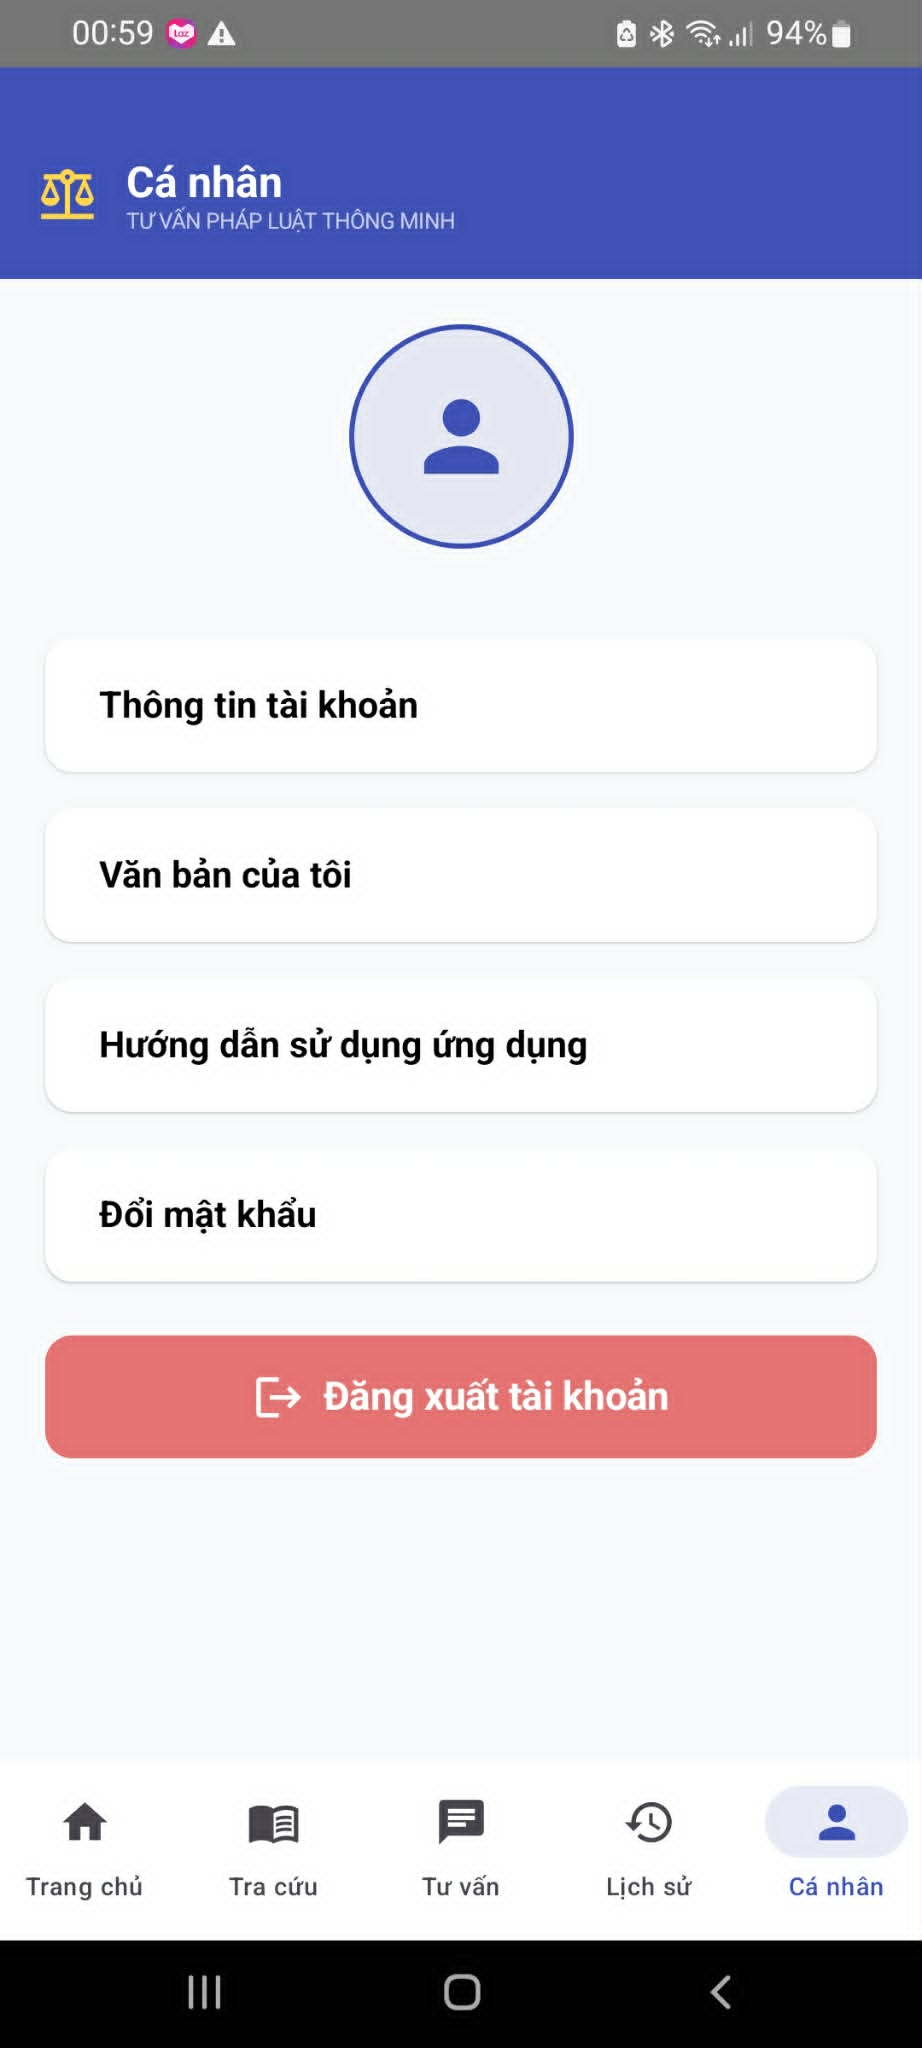 00:59
94%
Cá nhân
TƯ VẤN PHÁP LUẬT THÔNG MINH
Thông tin tài khoản
Văn bản của tôi
Hướng dẫn sử dụng ứng dụng
Đổi mật khẩu
Đăng xuất tài khoản
Trang chủ
Tra cứu
Tư vấn
Lịch sử
Cá nhân